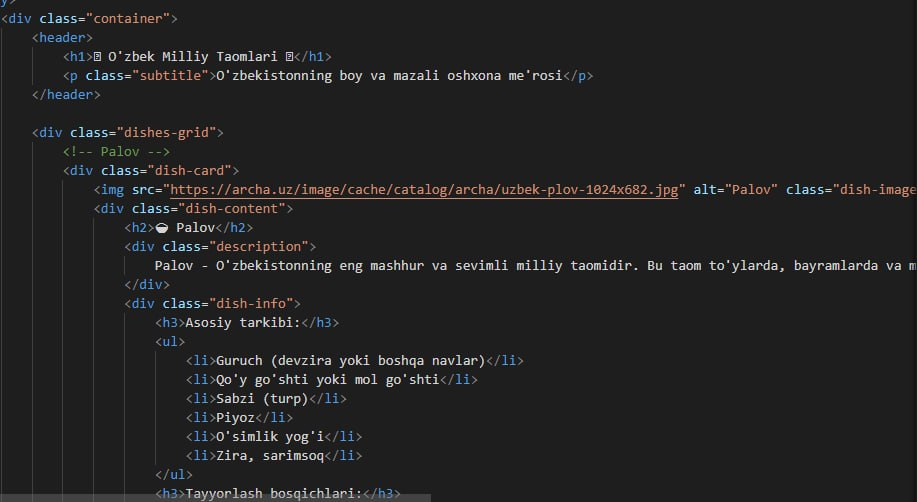 y>
<div class="container">
<header>
<h1> O'zbek Milliy Taomlari </h1>
<p class="subtitle">O'zbekistonning boy va mazali oshxona me'rosi</p>
</header>
<div class="dishes-grid">
<!-- Palov -->
<div class="dish-card">
<img src="https://archa.uz/image/cache/catalog/archa/uzbek-plov-1024x682.jpg" alt="Palov" class="dish-image
<div class="dish-content">
<h2>🍚 Palov</h2>
<div class="description">
Palov - O'zbekistonning eng mashhur va sevimli milliy taomidir. Bu taom to'ylarda, bayramlarda va m
</div>
<div class="dish-info">
<h3>Asosiy tarkibi:</h3>
<ul>
<li>Guruch (devzira yoki boshqa navlar)</li>
<li>Qo'y go'shti yoki mol go'shti</li>
<li>Sabzi (turp)</li>
<li>Piyoz</li>
<li>O'simlik yog'i</li>
<li>Zira, sarimsoq</li>
</ul>
<h3>Tayyorlash bosqichlari:</h3>